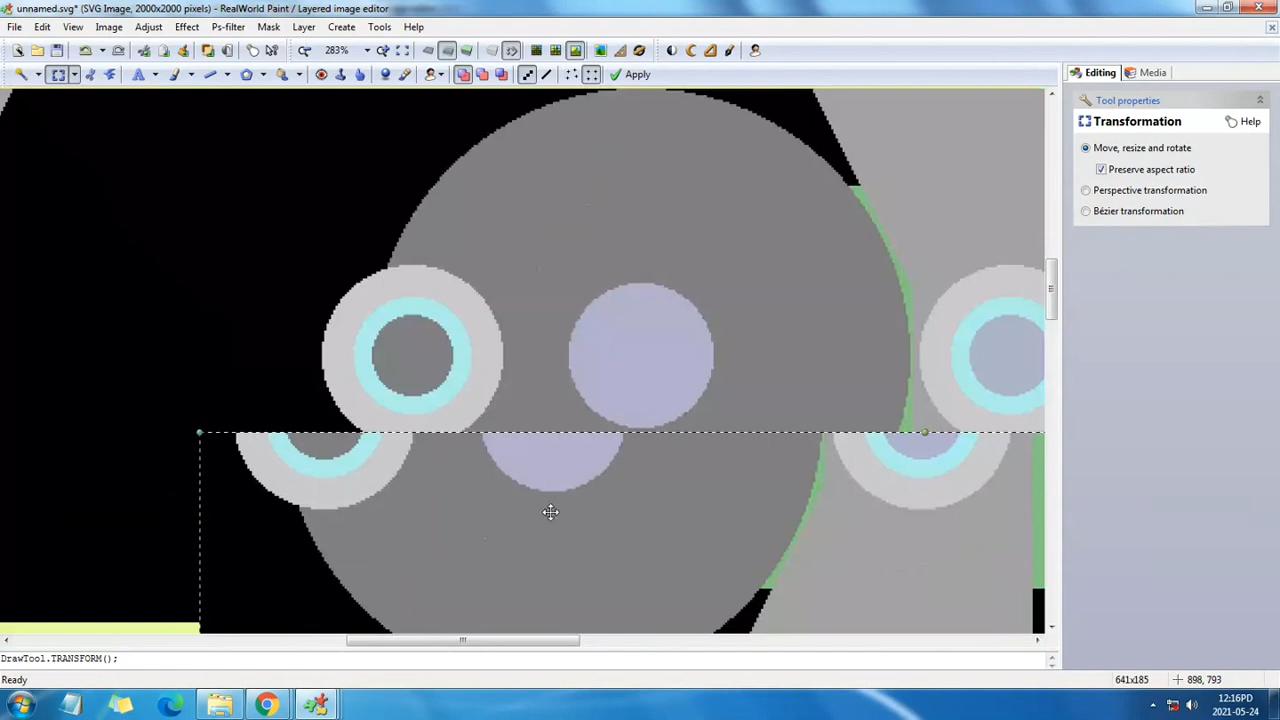 unnamed.svg* (SVG Image, 2000x2000 pixels) - RealWorld Paint / Layered image editor
File Edit View Image Adjust Effect Ps-filter Mask Layer Create Tools Help
283%
Apply
Editing Media
Tool properties
Transformation Help
Move, resize and rotate
Preserve aspect ratio
Perspective transformation
Bézier transformation
DrawTool.TRANSFORM();
Ready 641x185 898, 793
12:16PD
2021-05-24